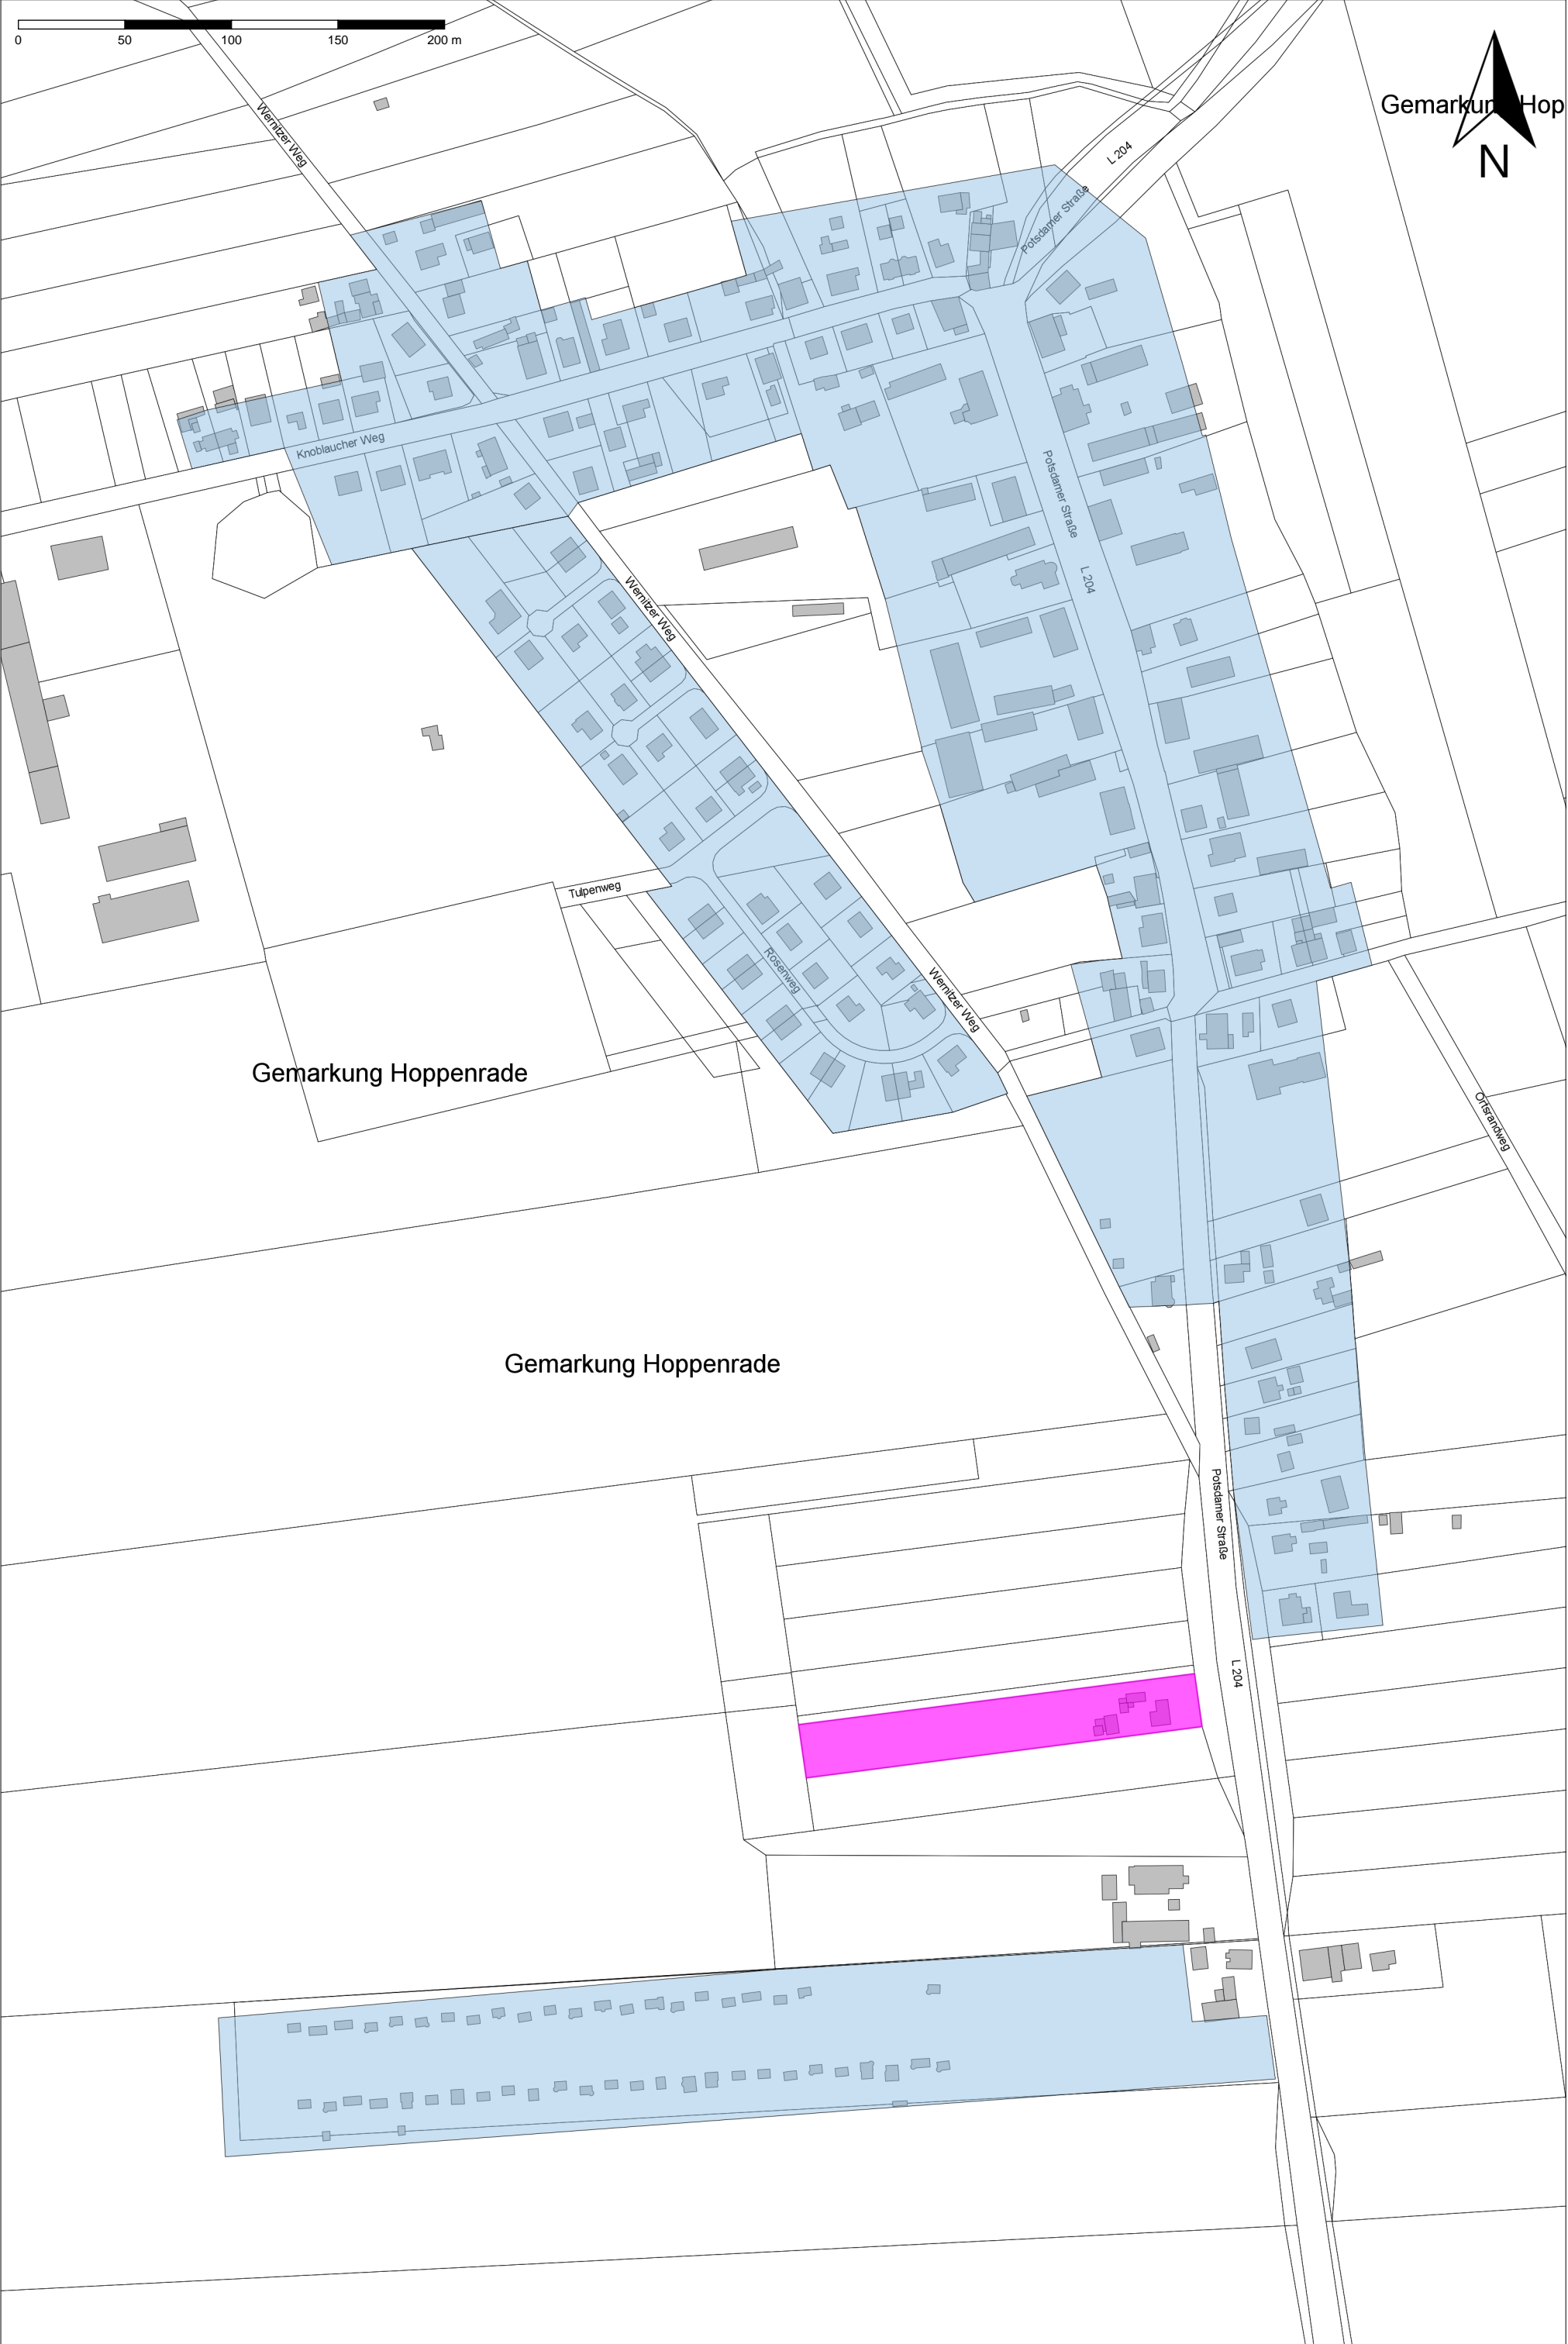 0 50 100 150 200 m
Gemarkung Hop
N
Wernitzer Weg
L 204
Potsdamer Straße
Knoblaucher Weg
Potsdamer Straße
L 204
Wernitzer Weg
Tulpenweg
Rosenweg
Wernitzer Weg
Gemarkung Hoppenrade
Ortsrandweg
Gemarkung Hoppenrade
Potsdamer Straße
L 204